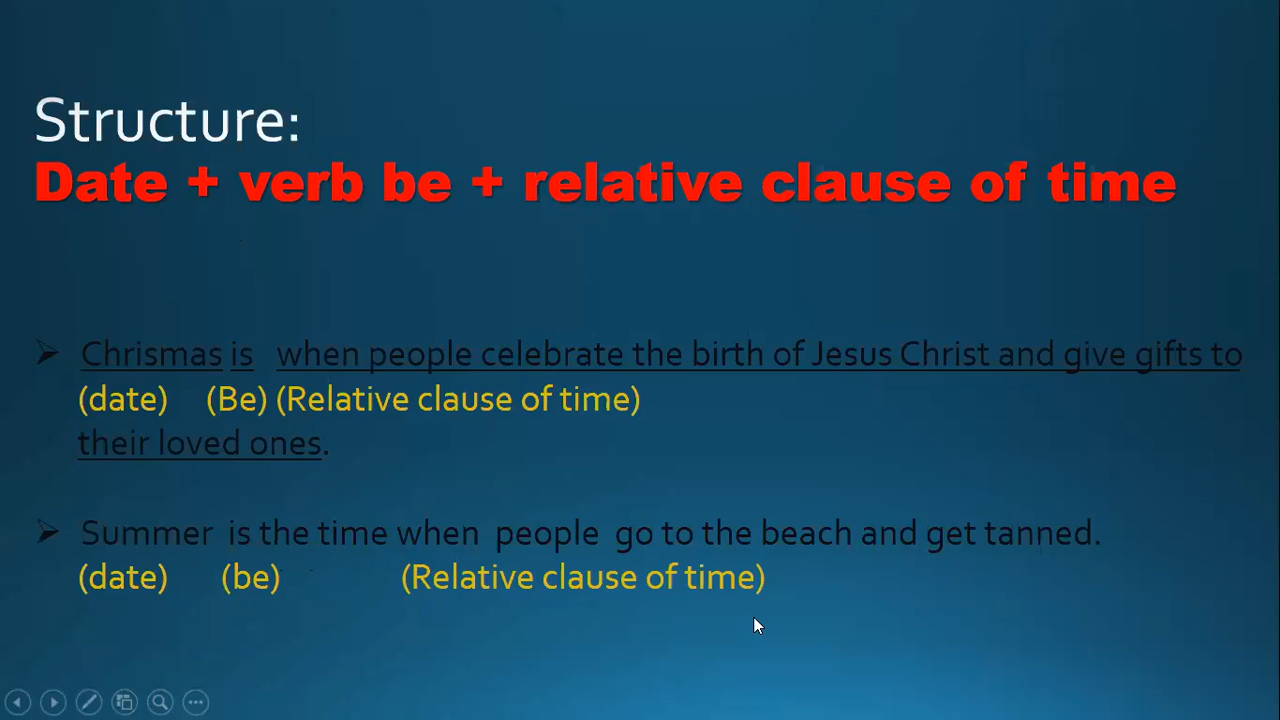 Structure:
Date + verb be + relative clause of time
Chrismas is when people celebrate the birth of Jesus Christ and give gifts to
(date) (Be) (Relative clause of time)
their loved ones.
Summer is the time when people go to the beach and get tanned.
(date) (be) (Relative clause of time)